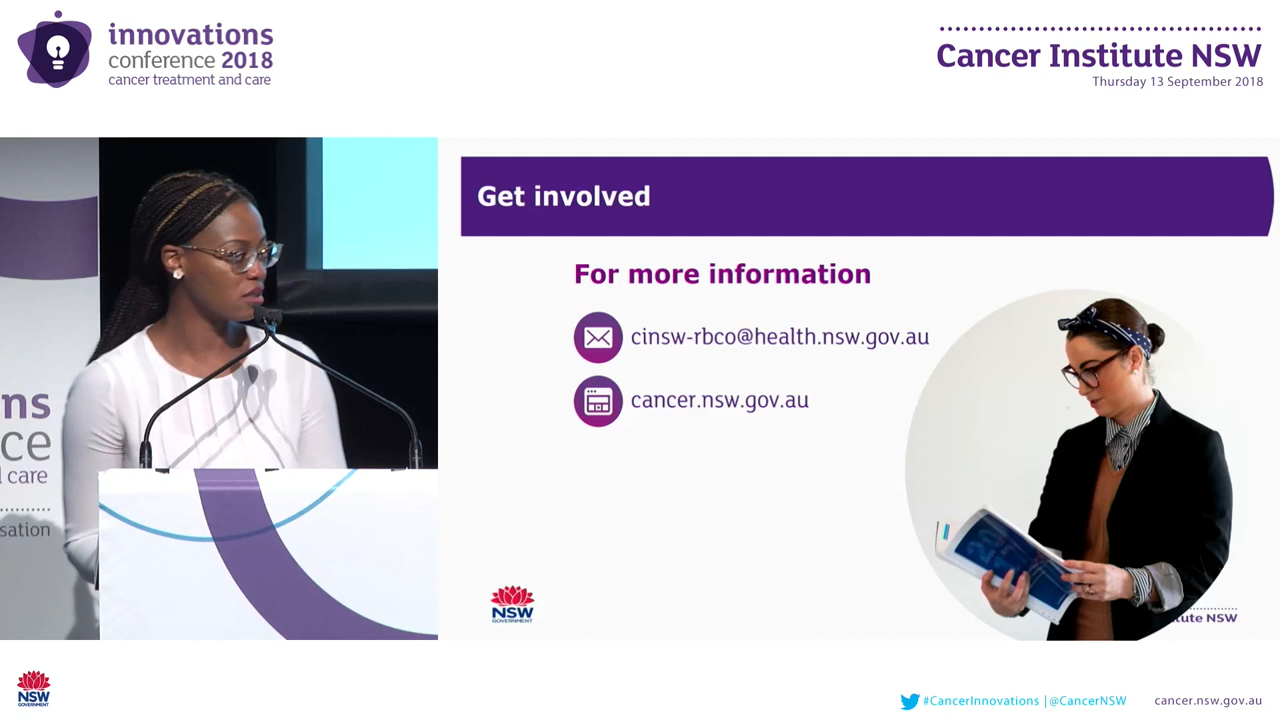 innovations
conference 2018
cancer treatment and care
Cancer Institute NSW
Thursday 13 September 2018
ns
ce
d care
sation
Get involved
For more information
cinsw-rbco@health.nsw.gov.au
cancer.nsw.gov.au
NSW
GOVERNMENT
tute NSW
NSW
GOVERNMENT
#CancerInnovations | @CancerNSW
cancer.nsw.gov.au